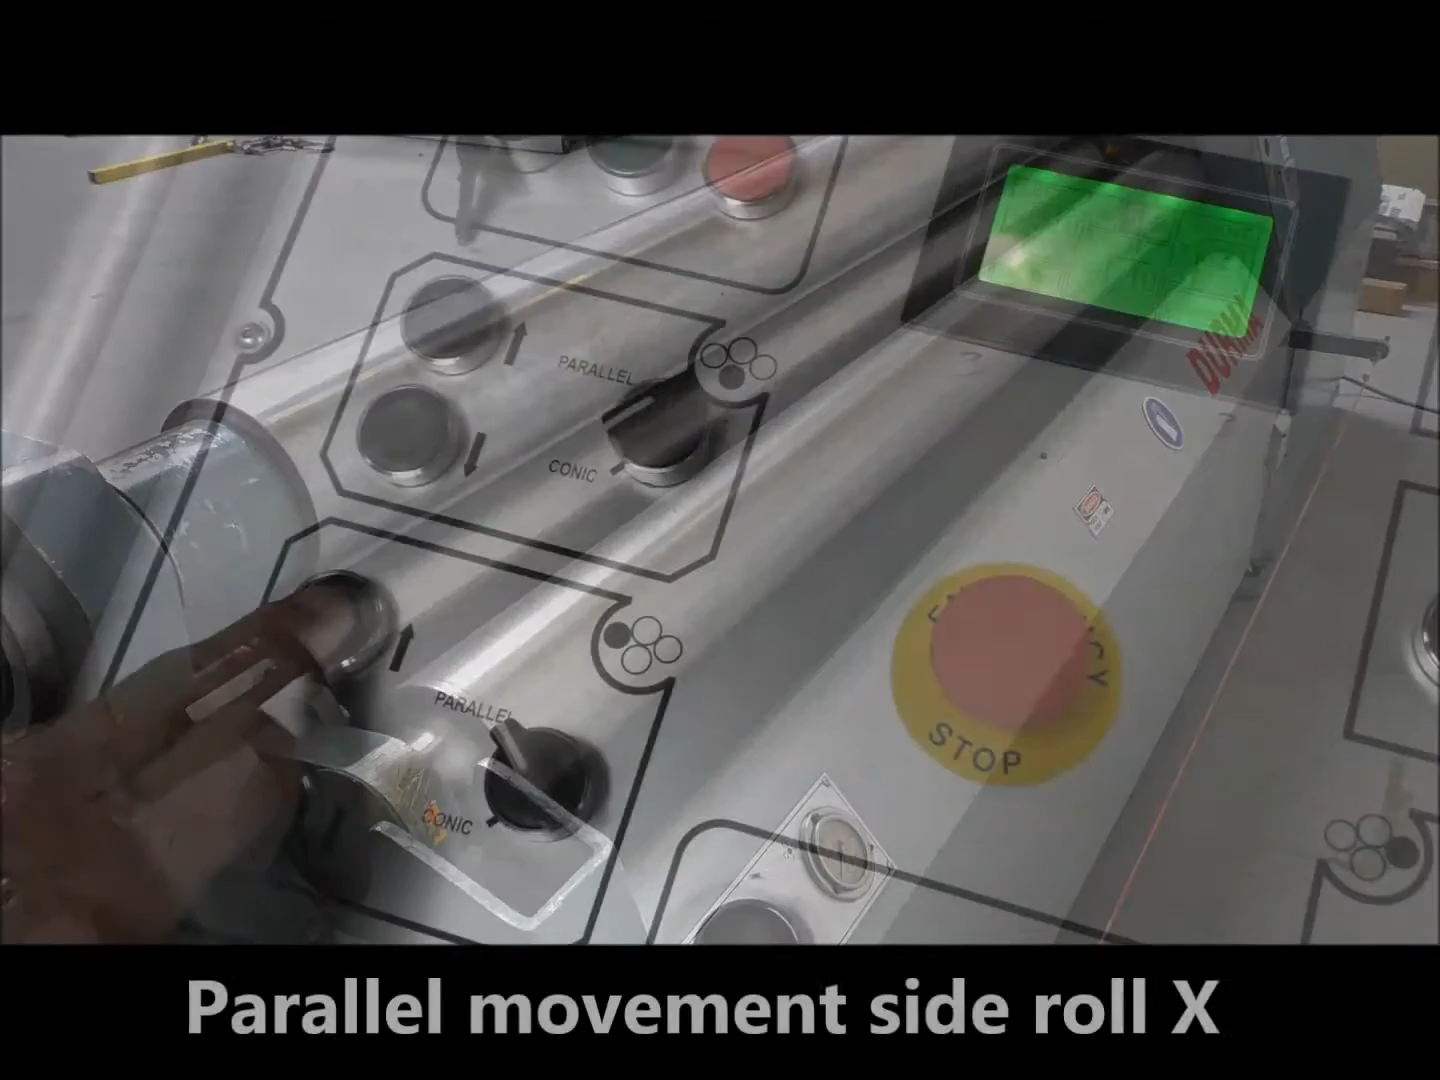 PARALLEL
CONIC
PARALLEL
CONIC
STOP
Parallel movement side roll X